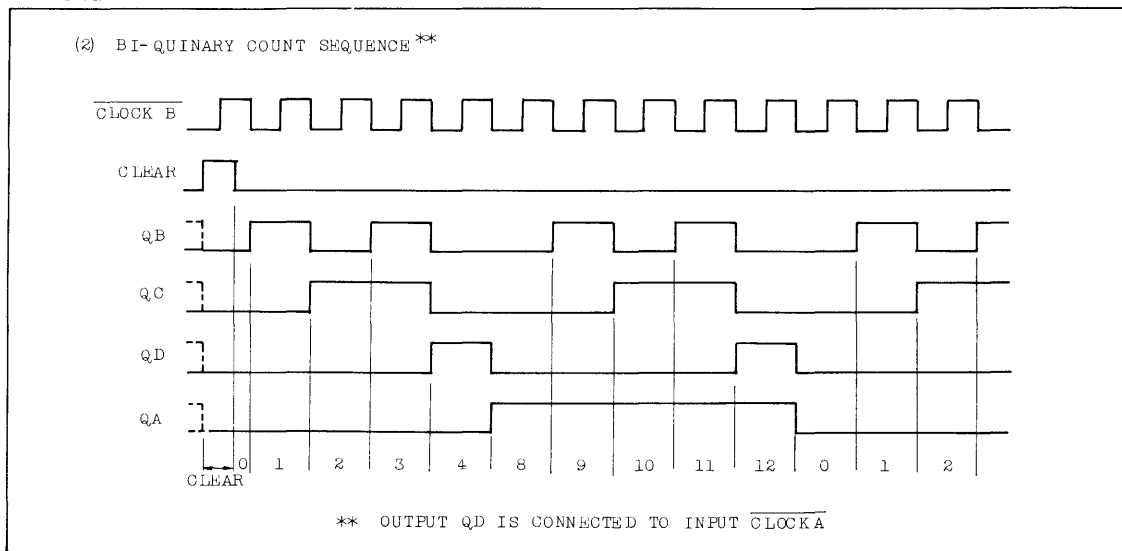 (2) BI-QUINARY COUNT SEQUENCE**
CLOCK B
CLEAR
QB
QC
QD
QA
0 1 2 3 4 8 9 10 11 12 0 1 2
CLEAR
** OUTPUT QD IS CONNECTED TO INPUT CLOCKA